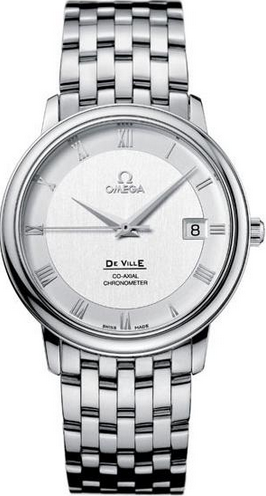 Ω
OMEGA
8
DE VILLE
CO-AXIAL
CHRONOMETER
SWISS MADE